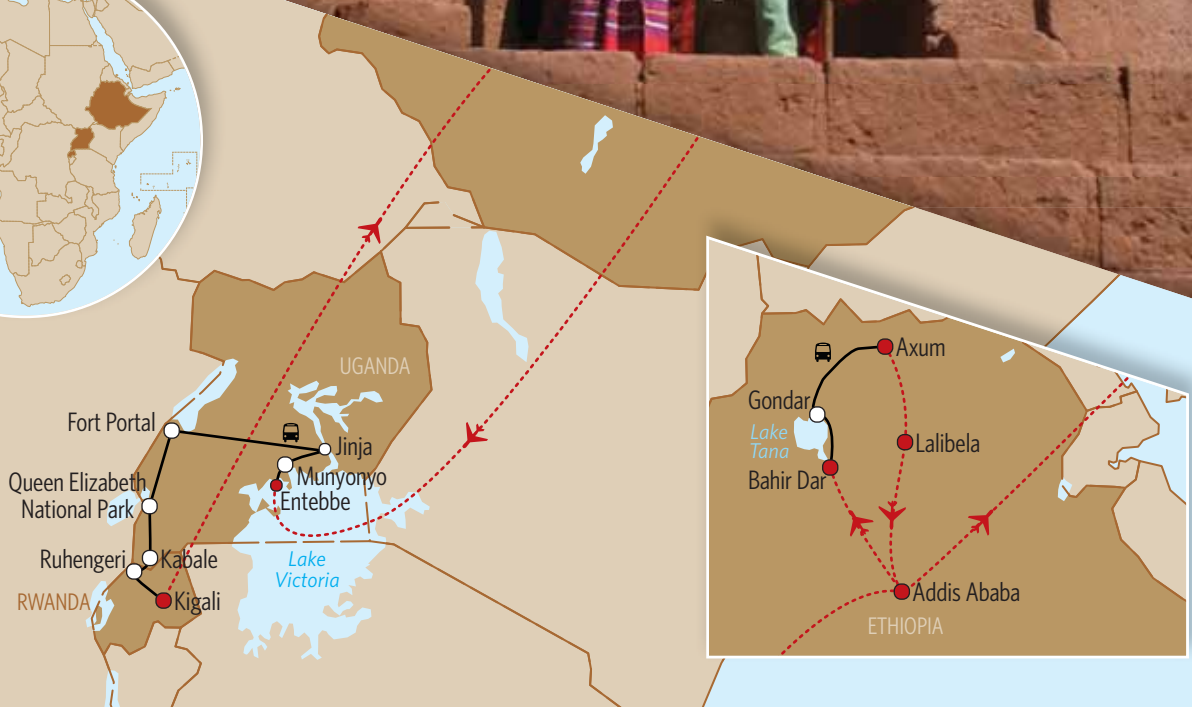 UGANDA
Fort Portal
Jinja
Munyonyo
Entebbe
Queen Elizabeth
National Park
Ruhengeri
Kabale
Lake
Victoria
RWANDA
Kigali
Axum
Gondar
Lake
Tana
Lalibela
Bahir Dar
Addis Ababa
ETHIOPIA